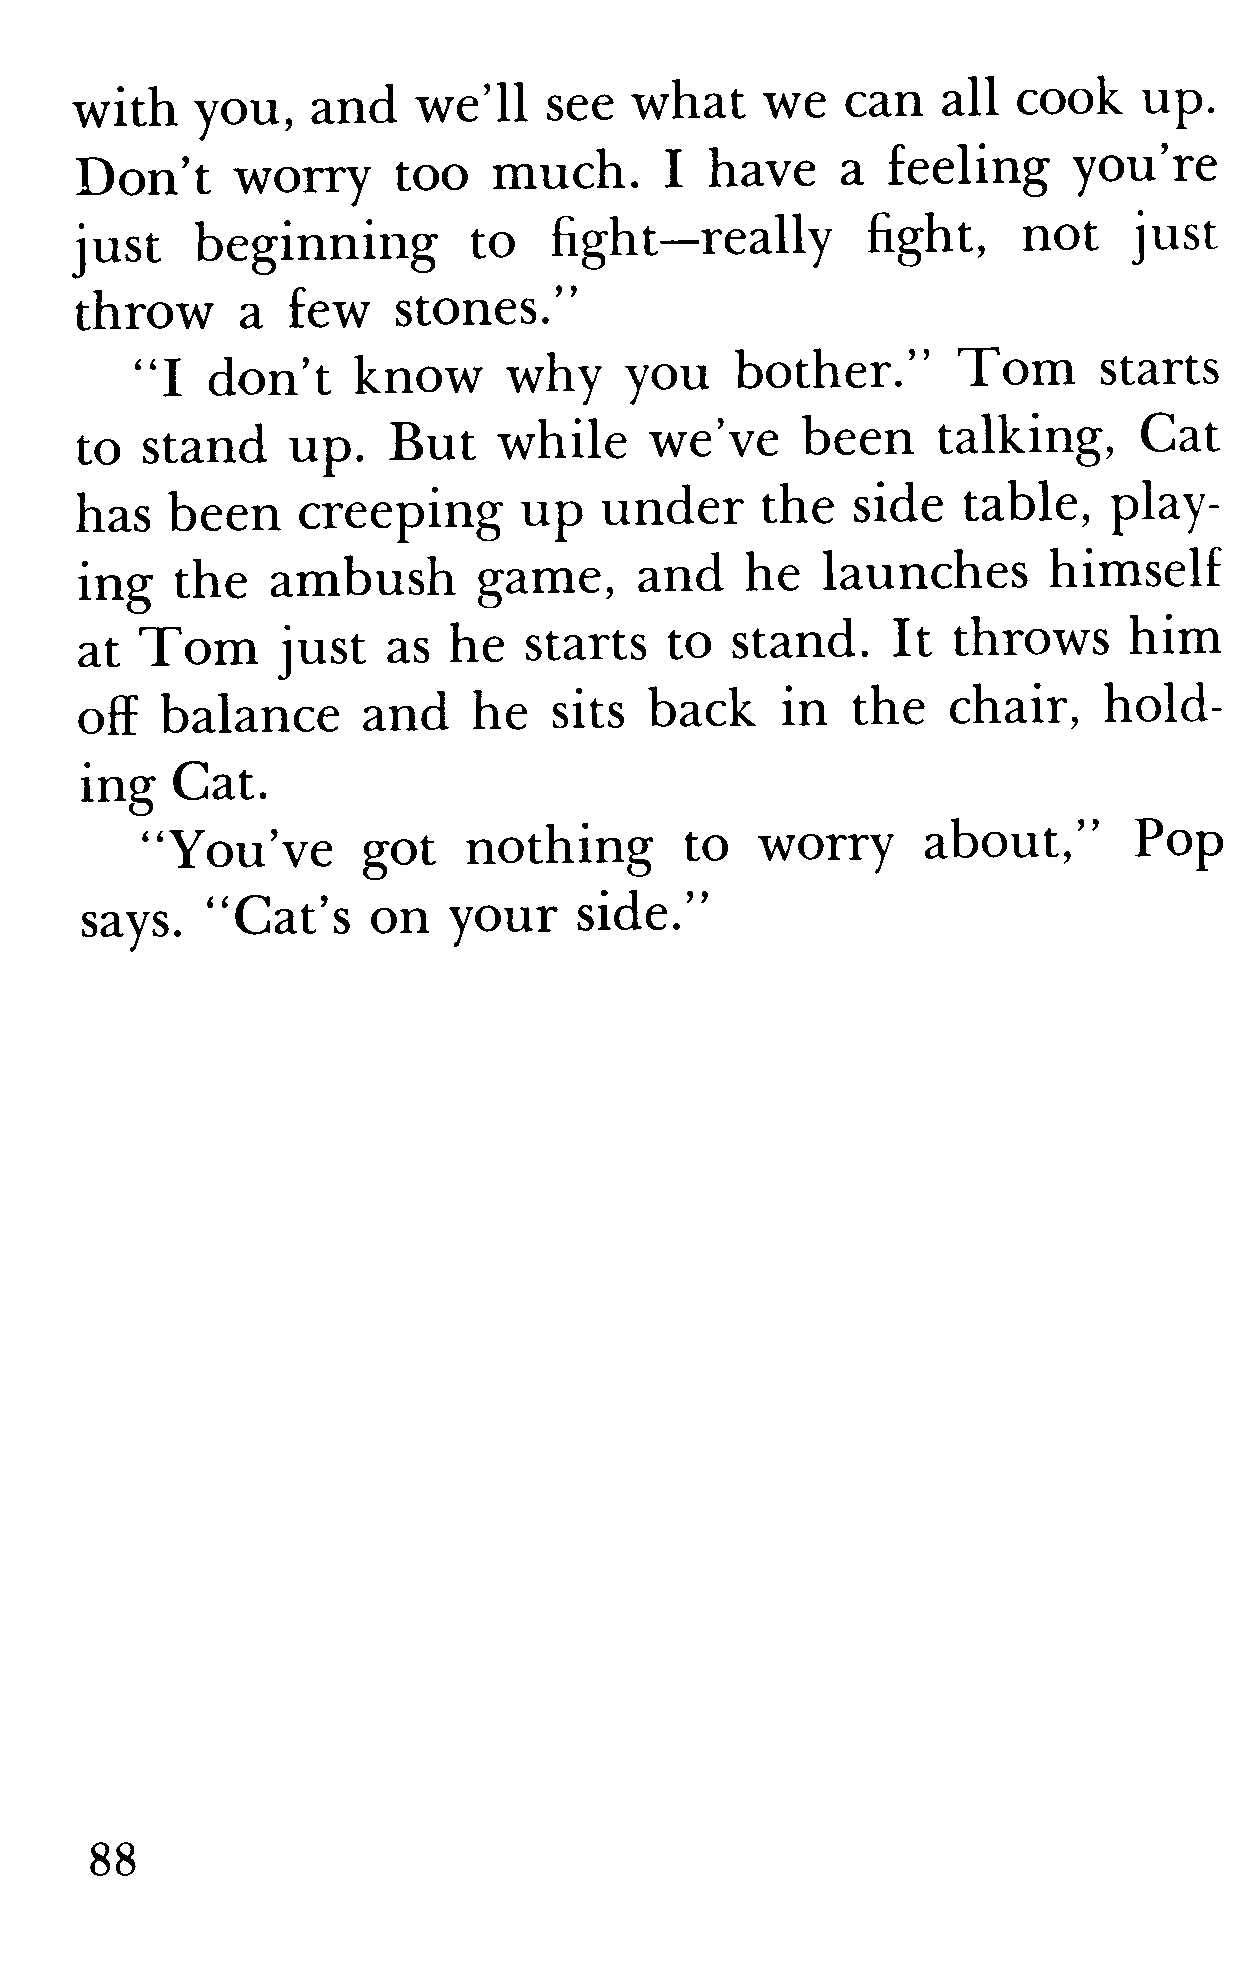 with you, and we’ll see what we can all cook up.
Don’t worry too much. I have a feeling you’re
just beginning to fight—really fight, not just
throw a few stones.”
“I don’t know why you bother.” Tom starts
to stand up. But while we’ve been talking, Cat
has been creeping up under the side table, play-
ing the ambush game, and he launches himself
at Tom just as he starts to stand. It throws him
off balance and he sits back in the chair, hold-
ing Cat.
“You’ve got nothing to worry about,” Pop
says. “Cat’s on your side.”
88